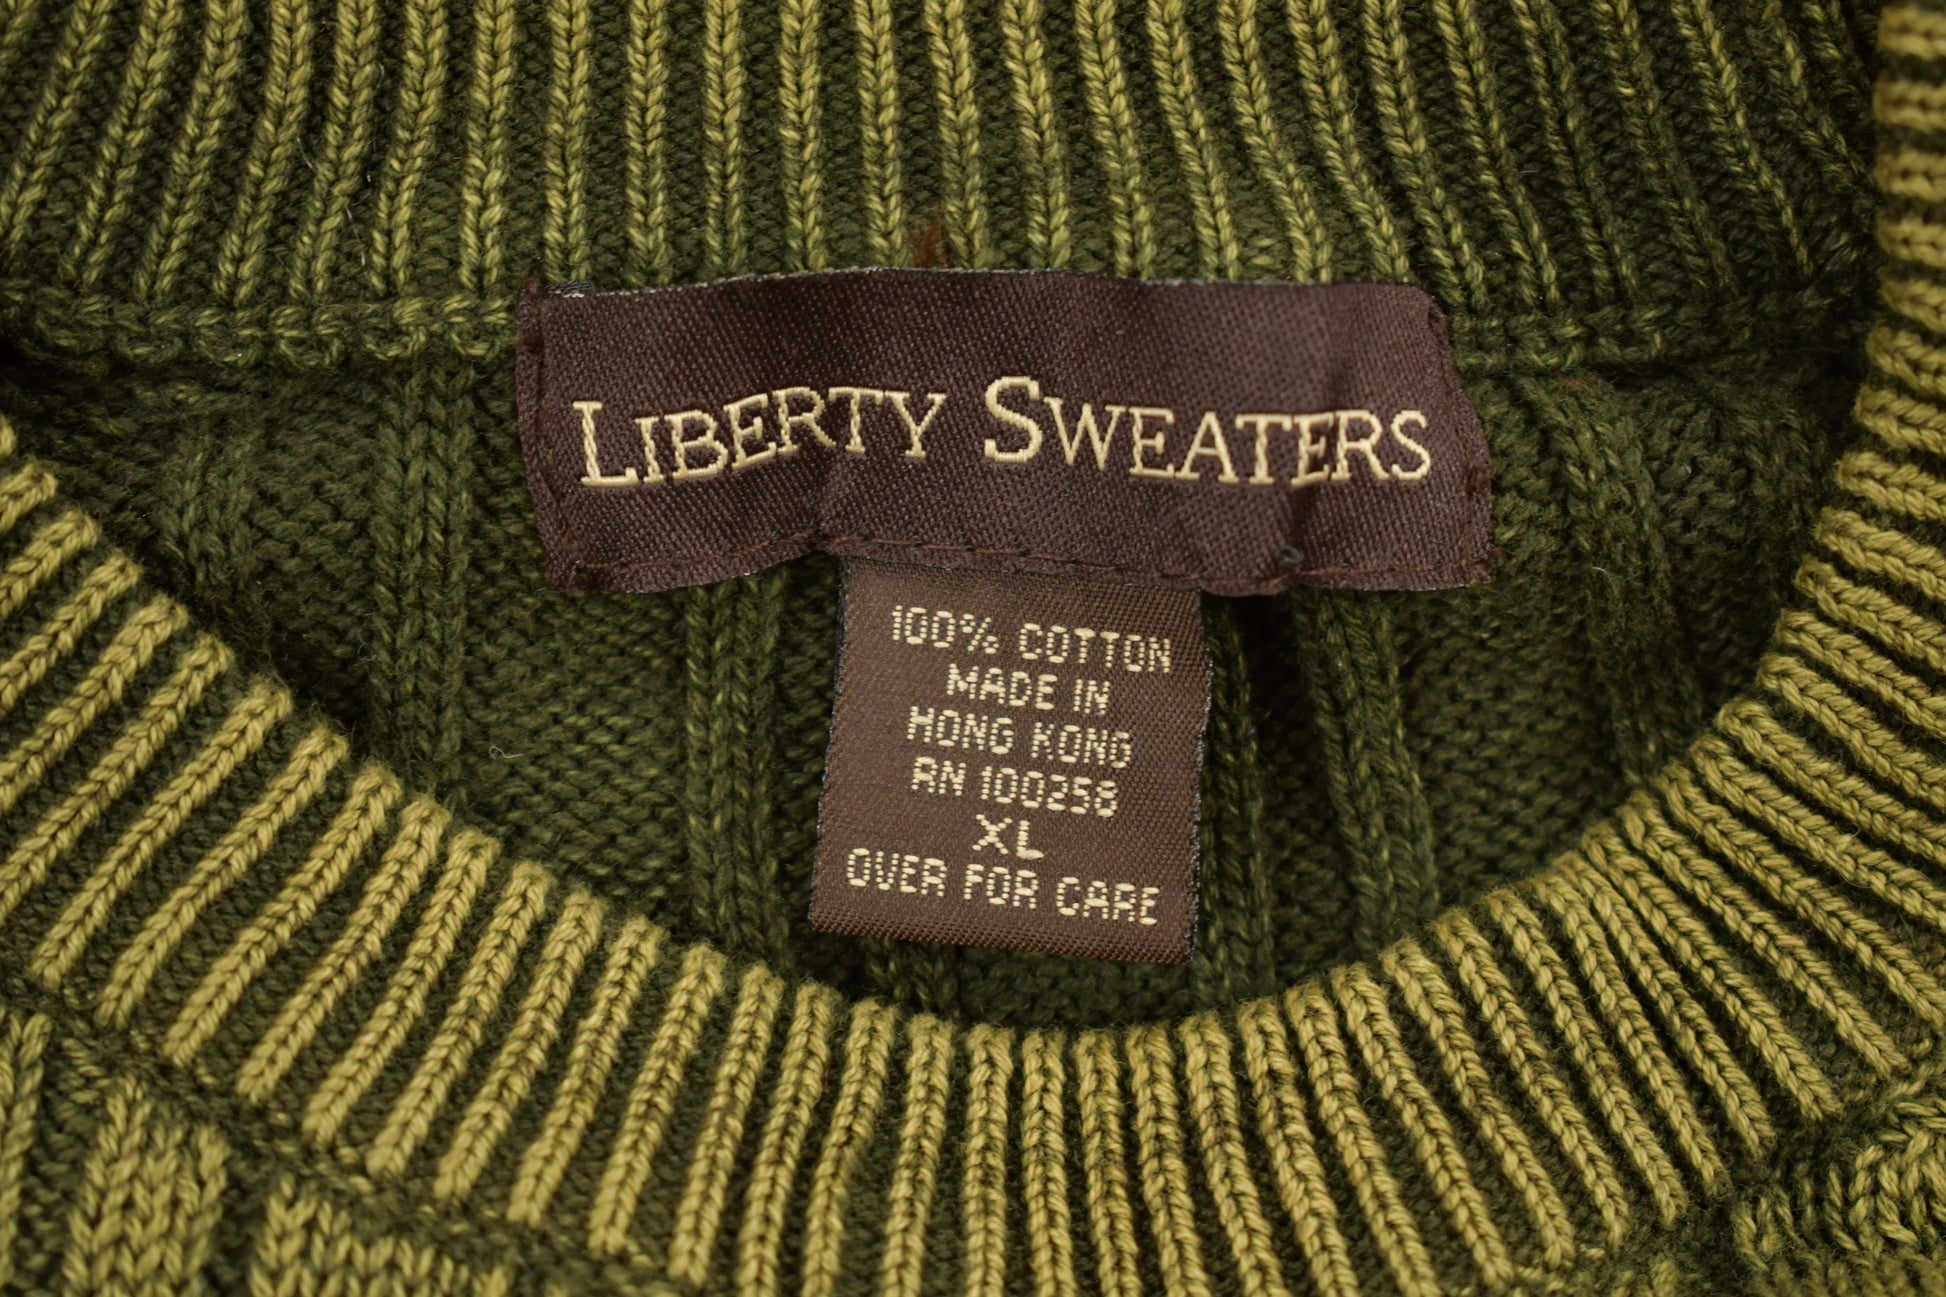 LIBERTY SWEATERS
100% COTTON
MADE IN
HONG KONG
RN 100258
XL
OVER FOR CARE